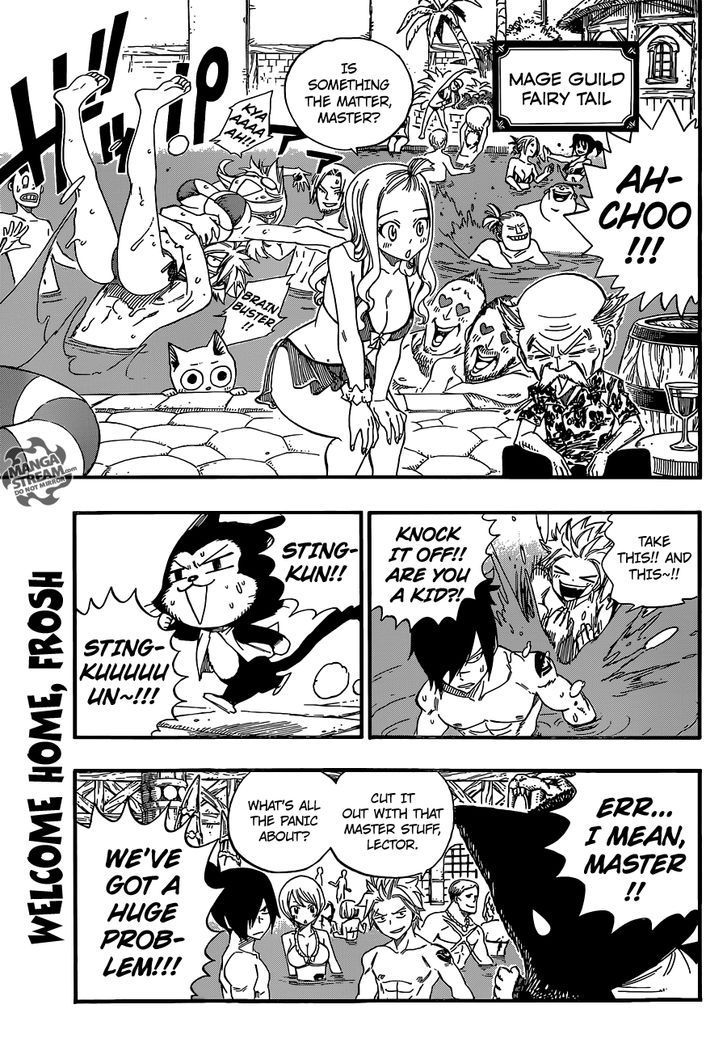 MAGE GUILD
FAIRY TAIL
IS
SOMETHING
THE MATTER,
MASTER?
AH-
CHOO
!!!
KYA
AAAA
AH!!!
BRAIN
BUSTER!!
MANGA
STREAM.com
DO NOT MIRROR
TAKE
THIS!! AND
THIS~!!
KNOCK
IT OFF!!
ARE YOU
A KID?!
STING-
KUN!!
STING-
KUUUUU
UN~!!!
WELCOME HOME, FROSH
ERR...
I MEAN,
MASTER
!!
CUT IT
OUT WITH THAT
MASTER STUFF,
LECTOR.
WHAT'S ALL
THE PANIC
ABOUT?
WE'VE
GOT A
HUGE
PROB-
LEM!!!